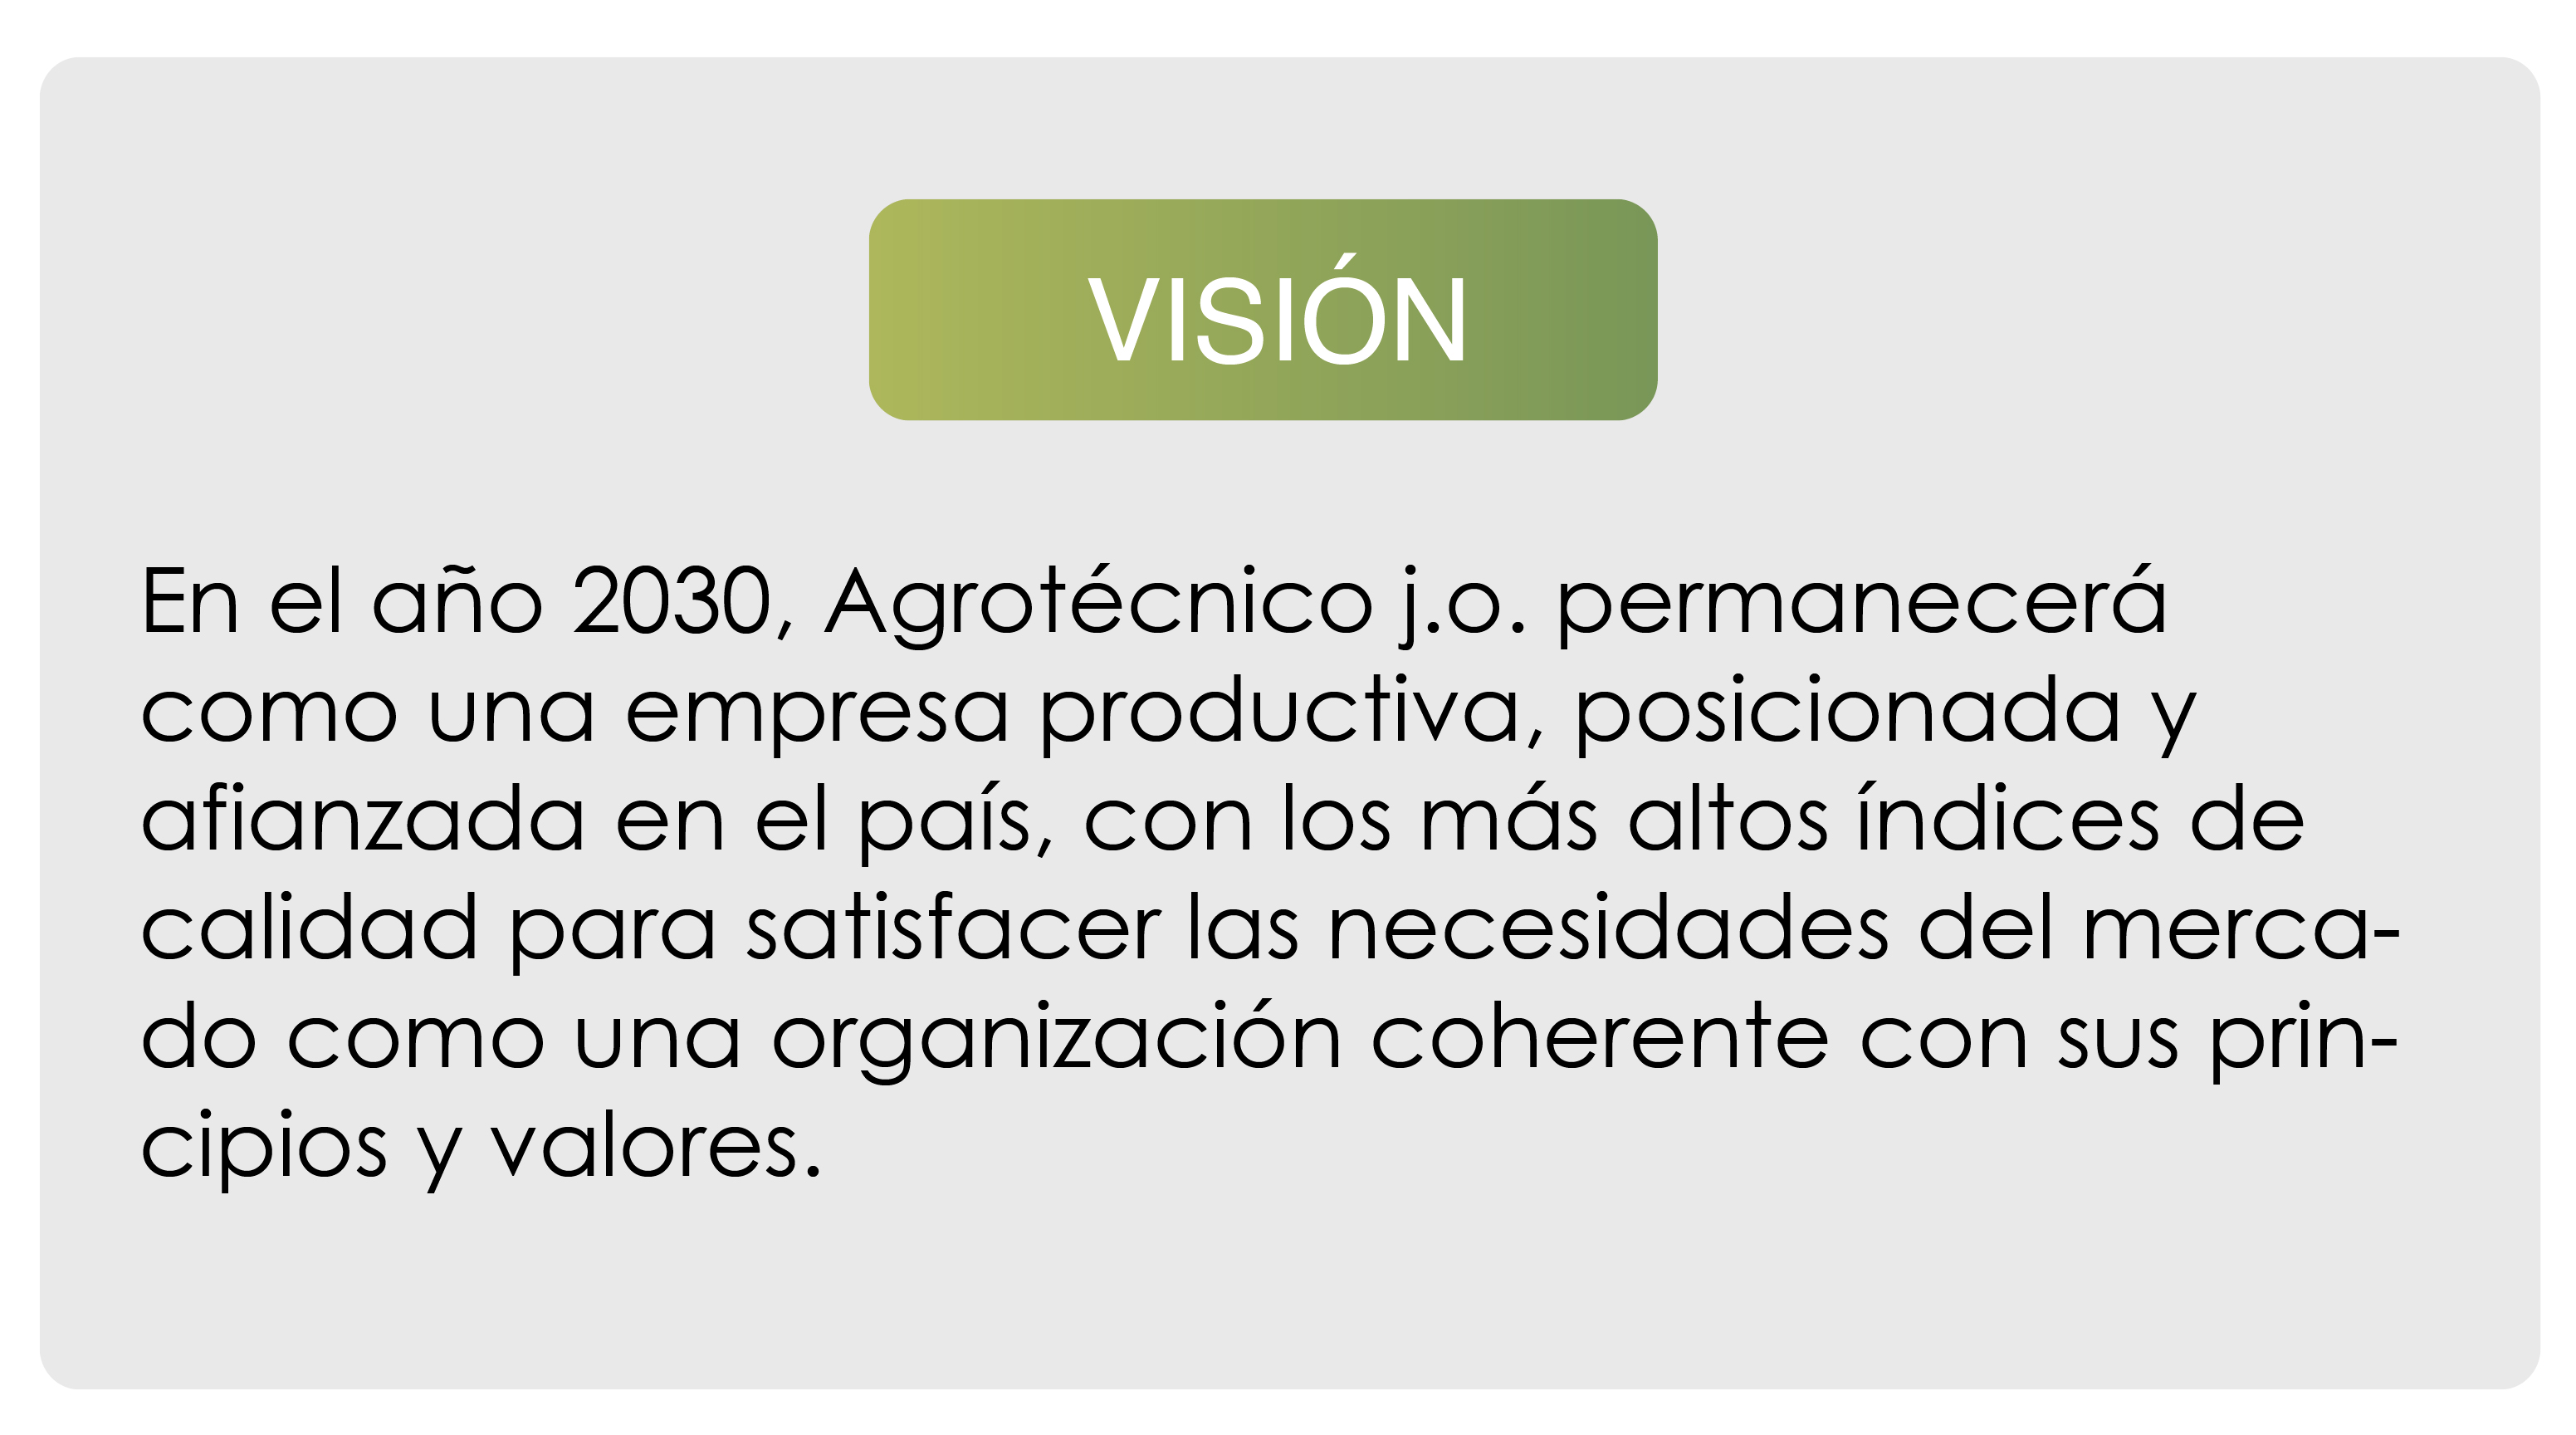 VISIÓN
En el año 2030, Agrotécnico j.o. permanecerá
como una empresa productiva, posicionada y
afianzada en el país, con los más altos índices de
calidad para satisfacer las necesidades del merca-
do como una organización coherente con sus prin-
cipios y valores.